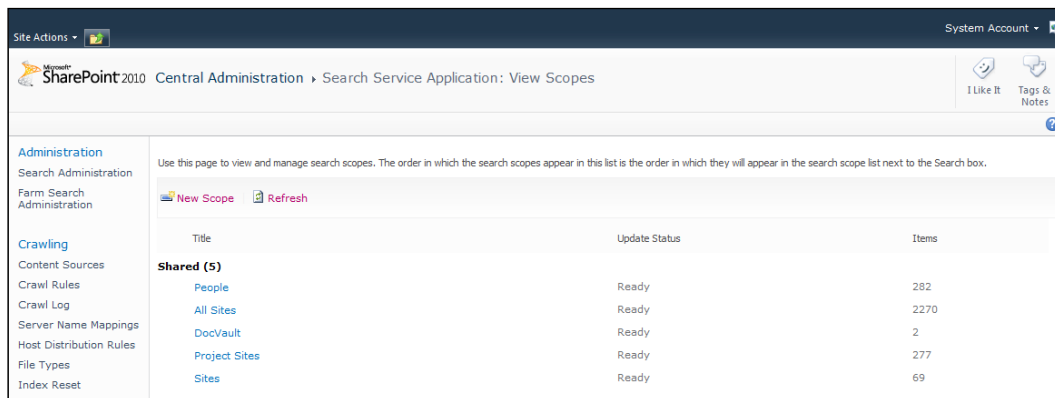 System Account
Site Actions
Microsoft
SharePoint 2010 Central Administration Search Service Application: View Scopes
I Like It
Tags &
Notes
Administration
Search Administration
Farm Search
Administration
Crawling
Content Sources
Crawl Rules
Crawl Log
Server Name Mappings
Host Distribution Rules
File Types
Index Reset
Use this page to view and manage search scopes. The order in which the search scopes appear in this list is the order in which they will appear in the search scope list next to the Search box.
New Scope Refresh
Title Update Status Items
Shared (5)
People Ready 282
All Sites Ready 2270
DocVault Ready 2
Project Sites Ready 277
Sites Ready 69